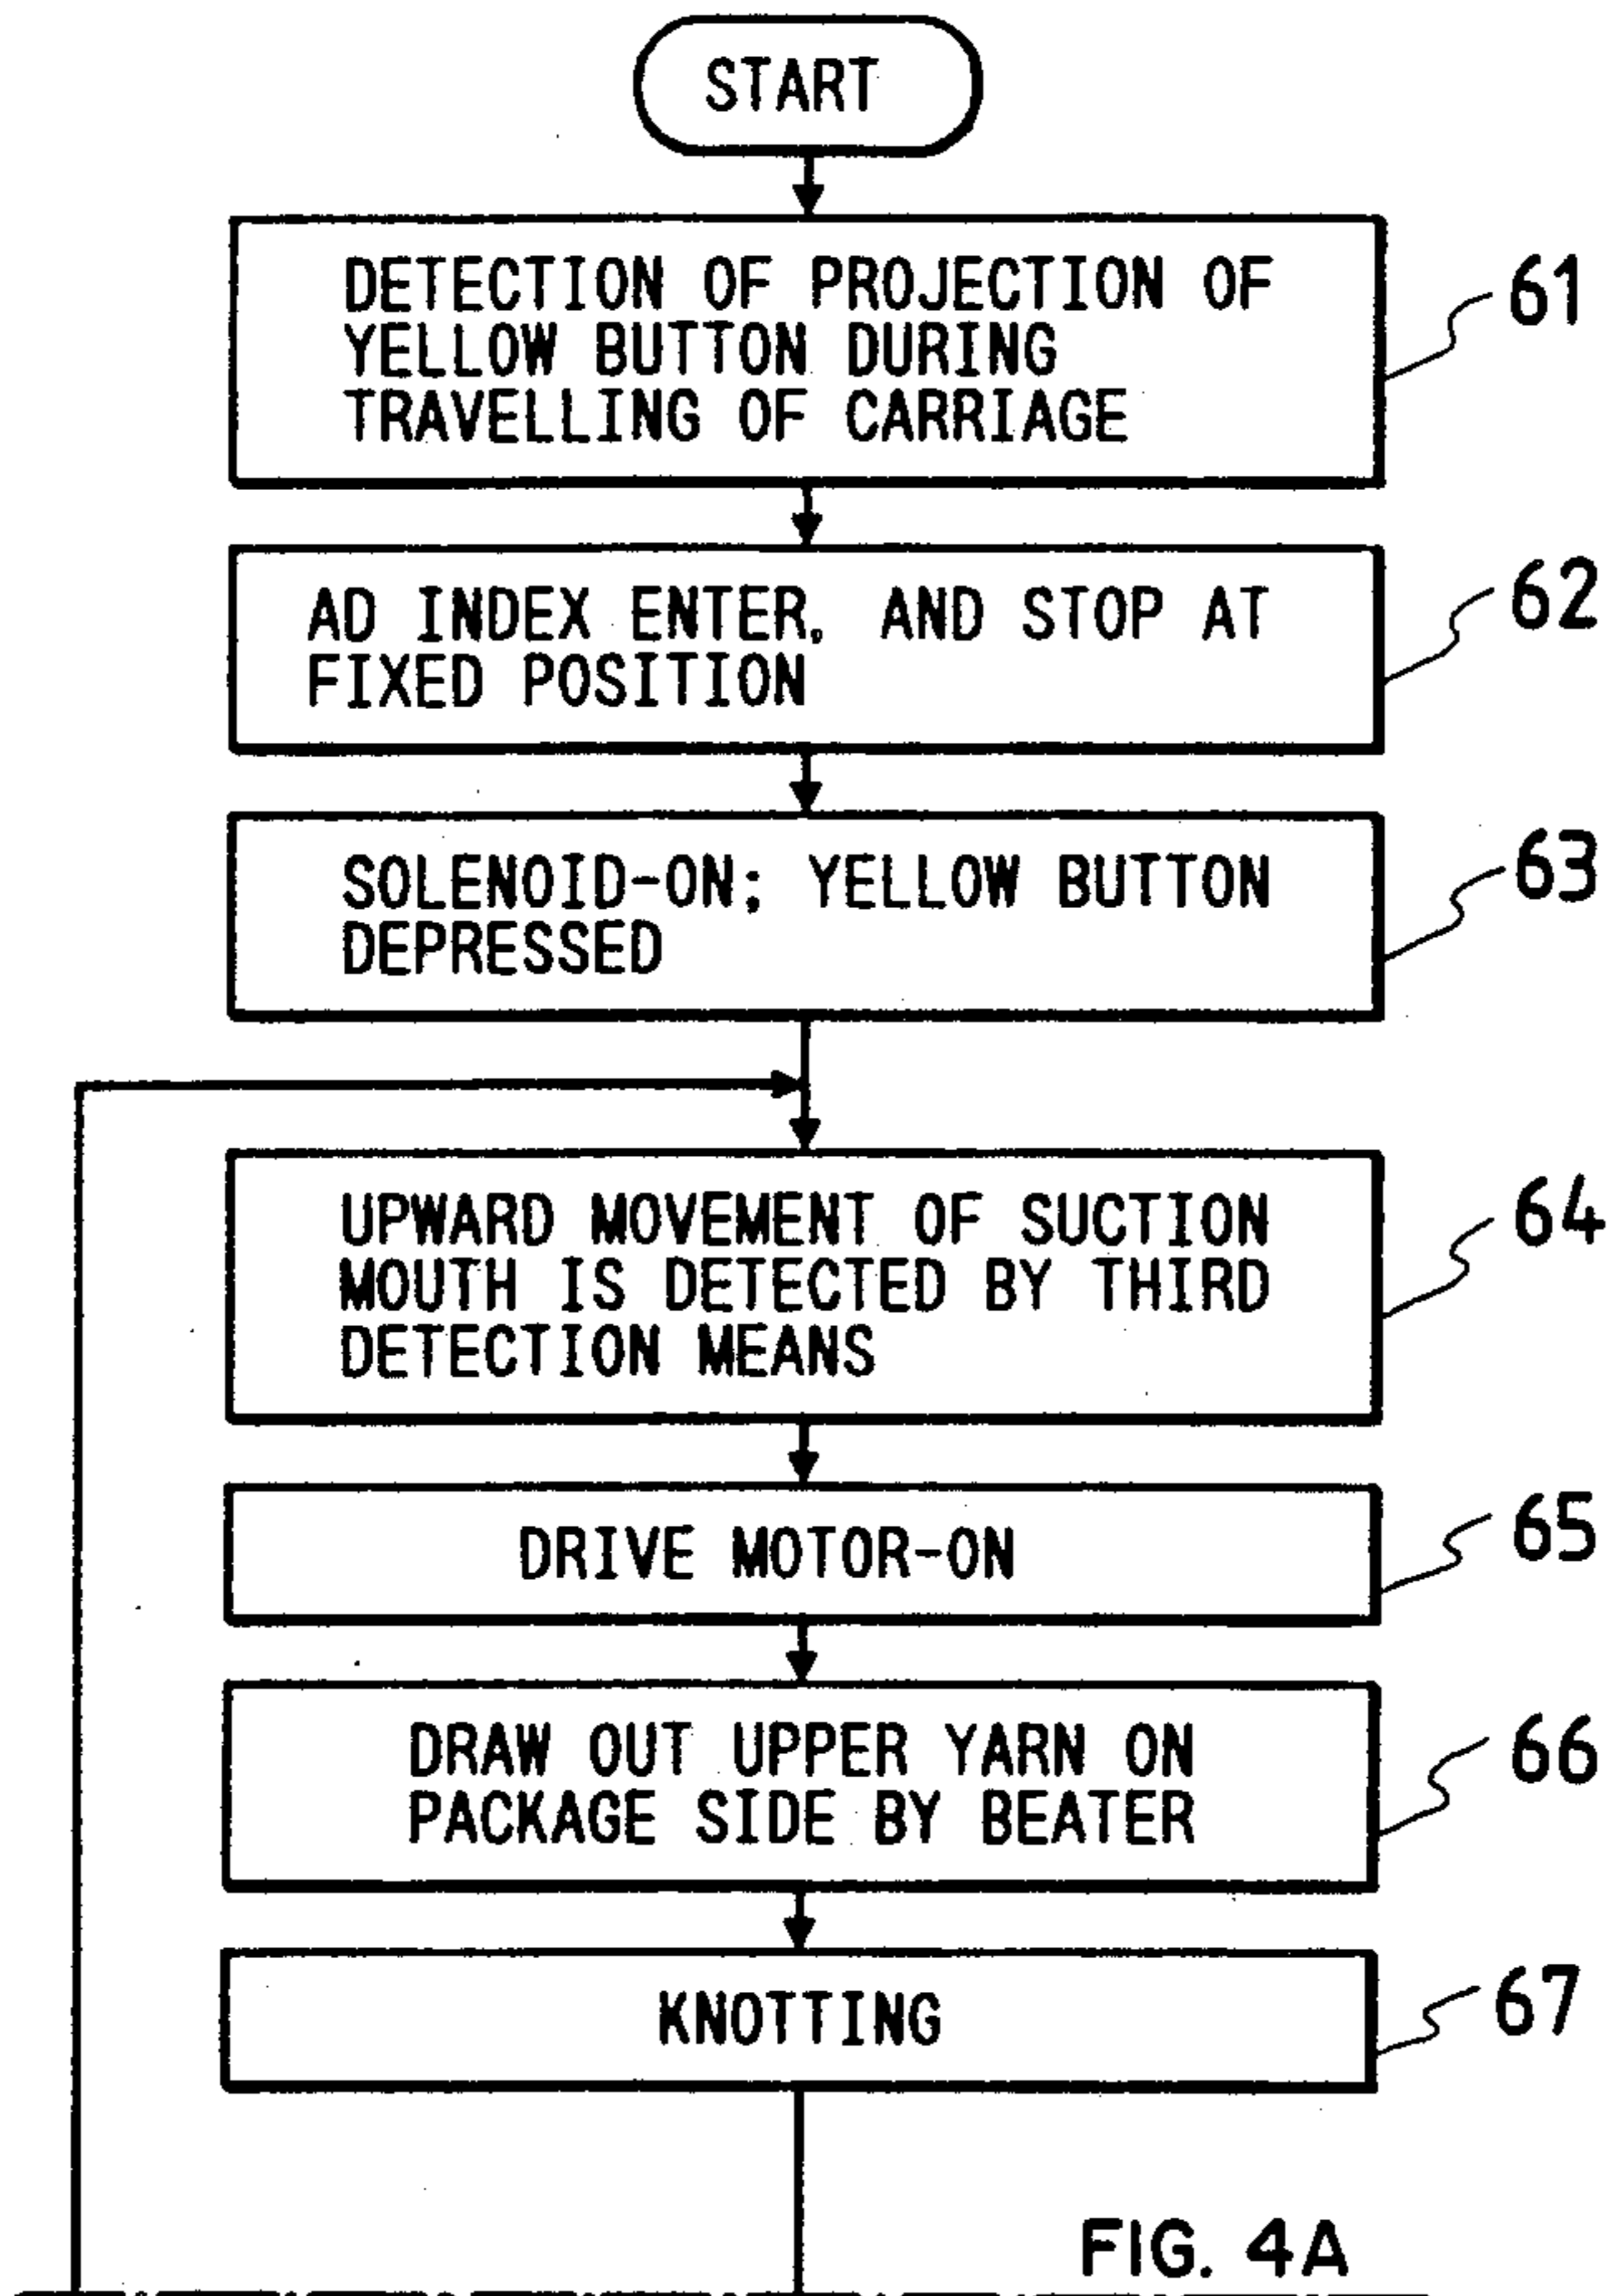 START
DETECTION OF PROJECTION OF
YELLOW BUTTON DURING
TRAVELLING OF CARRIAGE
61
AD INDEX ENTER, AND STOP AT
FIXED POSITION
62
SOLENOID-ON; YELLOW BUTTON
DEPRESSED
63
UPWARD MOVEMENT OF SUCTION
MOUTH IS DETECTED BY THIRD
DETECTION MEANS
64
DRIVE MOTOR-ON
65
DRAW OUT UPPER YARN ON
PACKAGE SIDE BY BEATER
66
KNOTTING
67
FIG. 4A